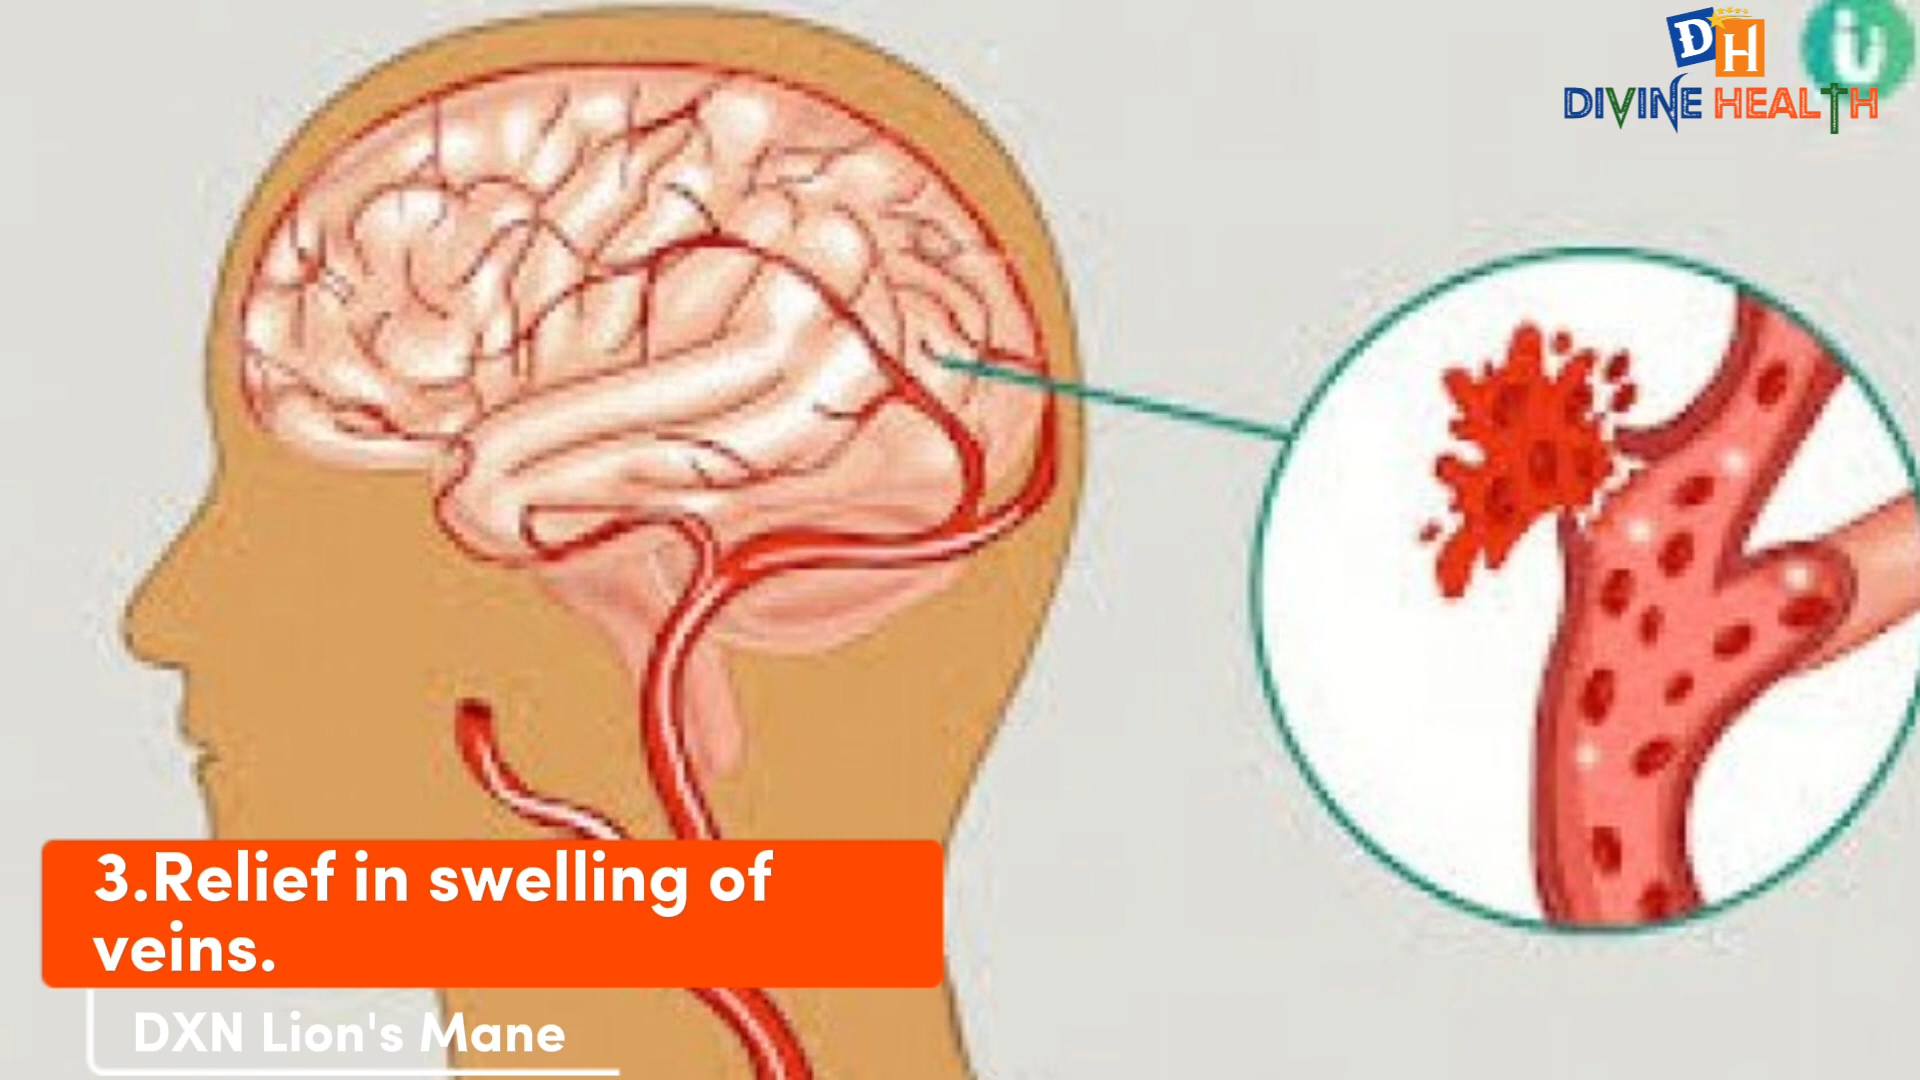 DH
DIVINE HEALTH
U
3.Relief in swelling of
veins.
DXN Lion's Mane